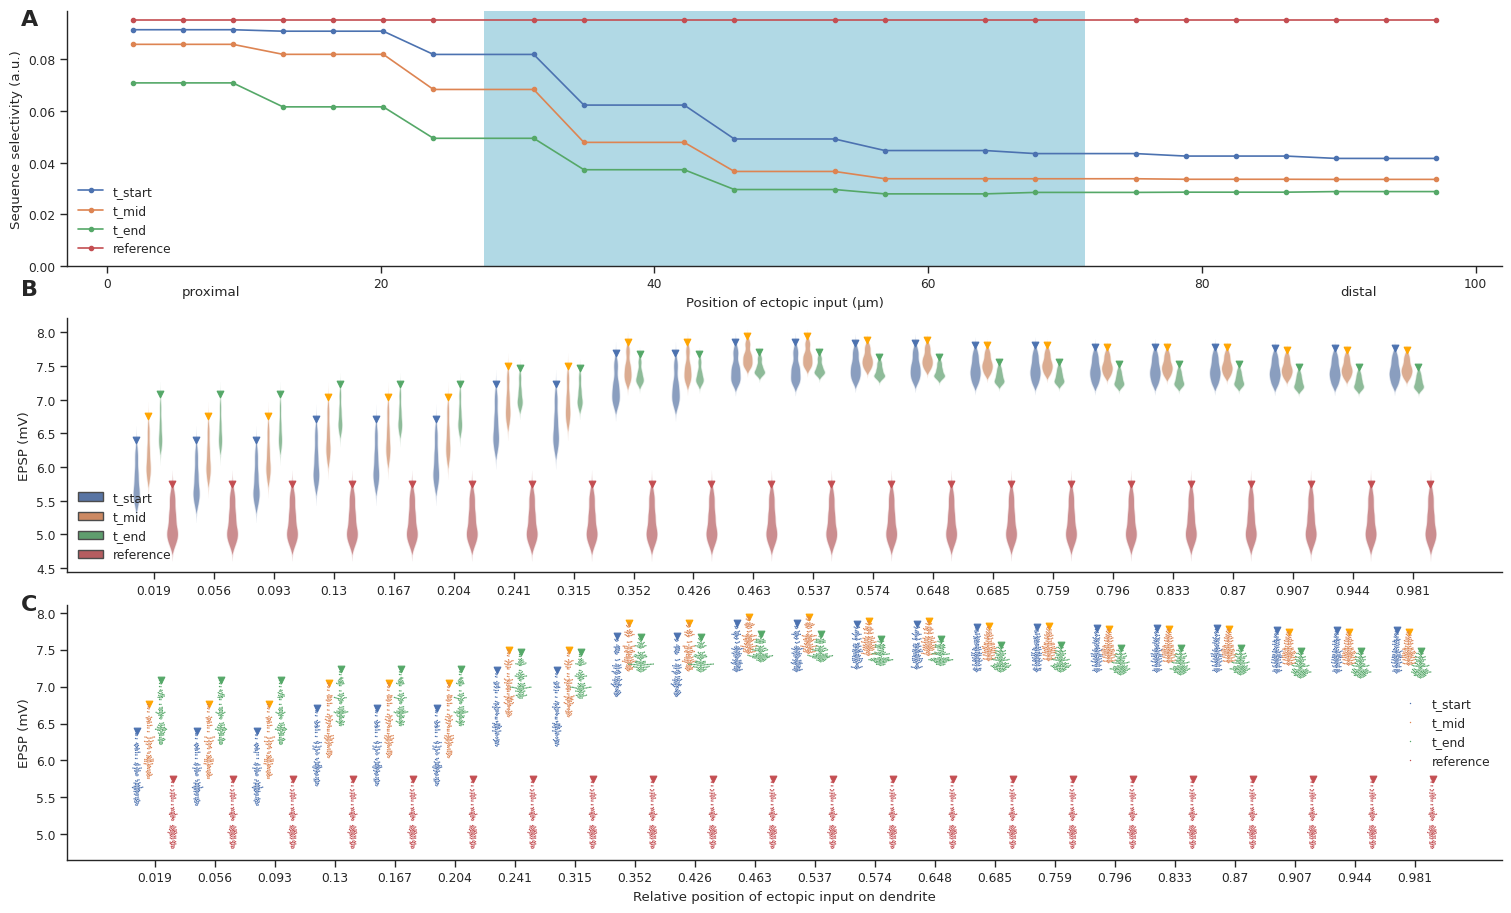 A
Sequence selectivity (a.u.)
0.08
0.06
0.04
0.02
0.00
t_start
t_mid
t_end
reference
0 20 40 60 80 100
proximal distal
Position of ectopic input (μm)
B
EPSP (mV)
8.0
7.5
7.0
6.5
6.0
5.5
5.0
4.5
t_start
t_mid
t_end
reference
0.019 0.056 0.093 0.13 0.167 0.204 0.241 0.315 0.352 0.426 0.463 0.537 0.574 0.648 0.685 0.759 0.796 0.833 0.87 0.907 0.944 0.981
C
EPSP (mV)
8.0
7.5
7.0
6.5
6.0
5.5
5.0
t_start
t_mid
t_end
reference
0.019 0.056 0.093 0.13 0.167 0.204 0.241 0.315 0.352 0.426 0.463 0.537 0.574 0.648 0.685 0.759 0.796 0.833 0.87 0.907 0.944 0.981
Relative position of ectopic input on dendrite